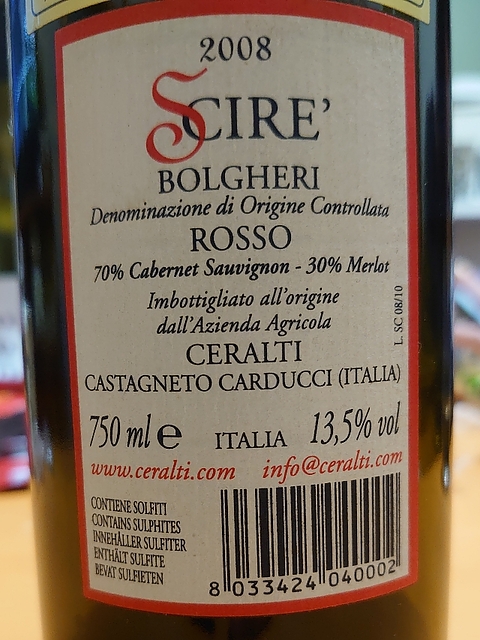 2008
SCIRE'
BOLGHERI
Denominazione di Origine Controllata
ROSSO
70% Cabernet Sauvignon - 30% Merlot
Imbottigliato all'origine
dall'Azienda Agricola
CERALTI
CASTAGNETO CARDUCCI (ITALIA)
L. SC 08/10
750 ml e ITALIA 13,5% vol
www.ceralti.com info@ceralti.com
CONTIENE SOLFITI
CONTAINS SULPHITES
INNEHÅLLER SULFITER
ENTHÄLT SULFITE
BEVAT SULFIETEN
8 033424 040002